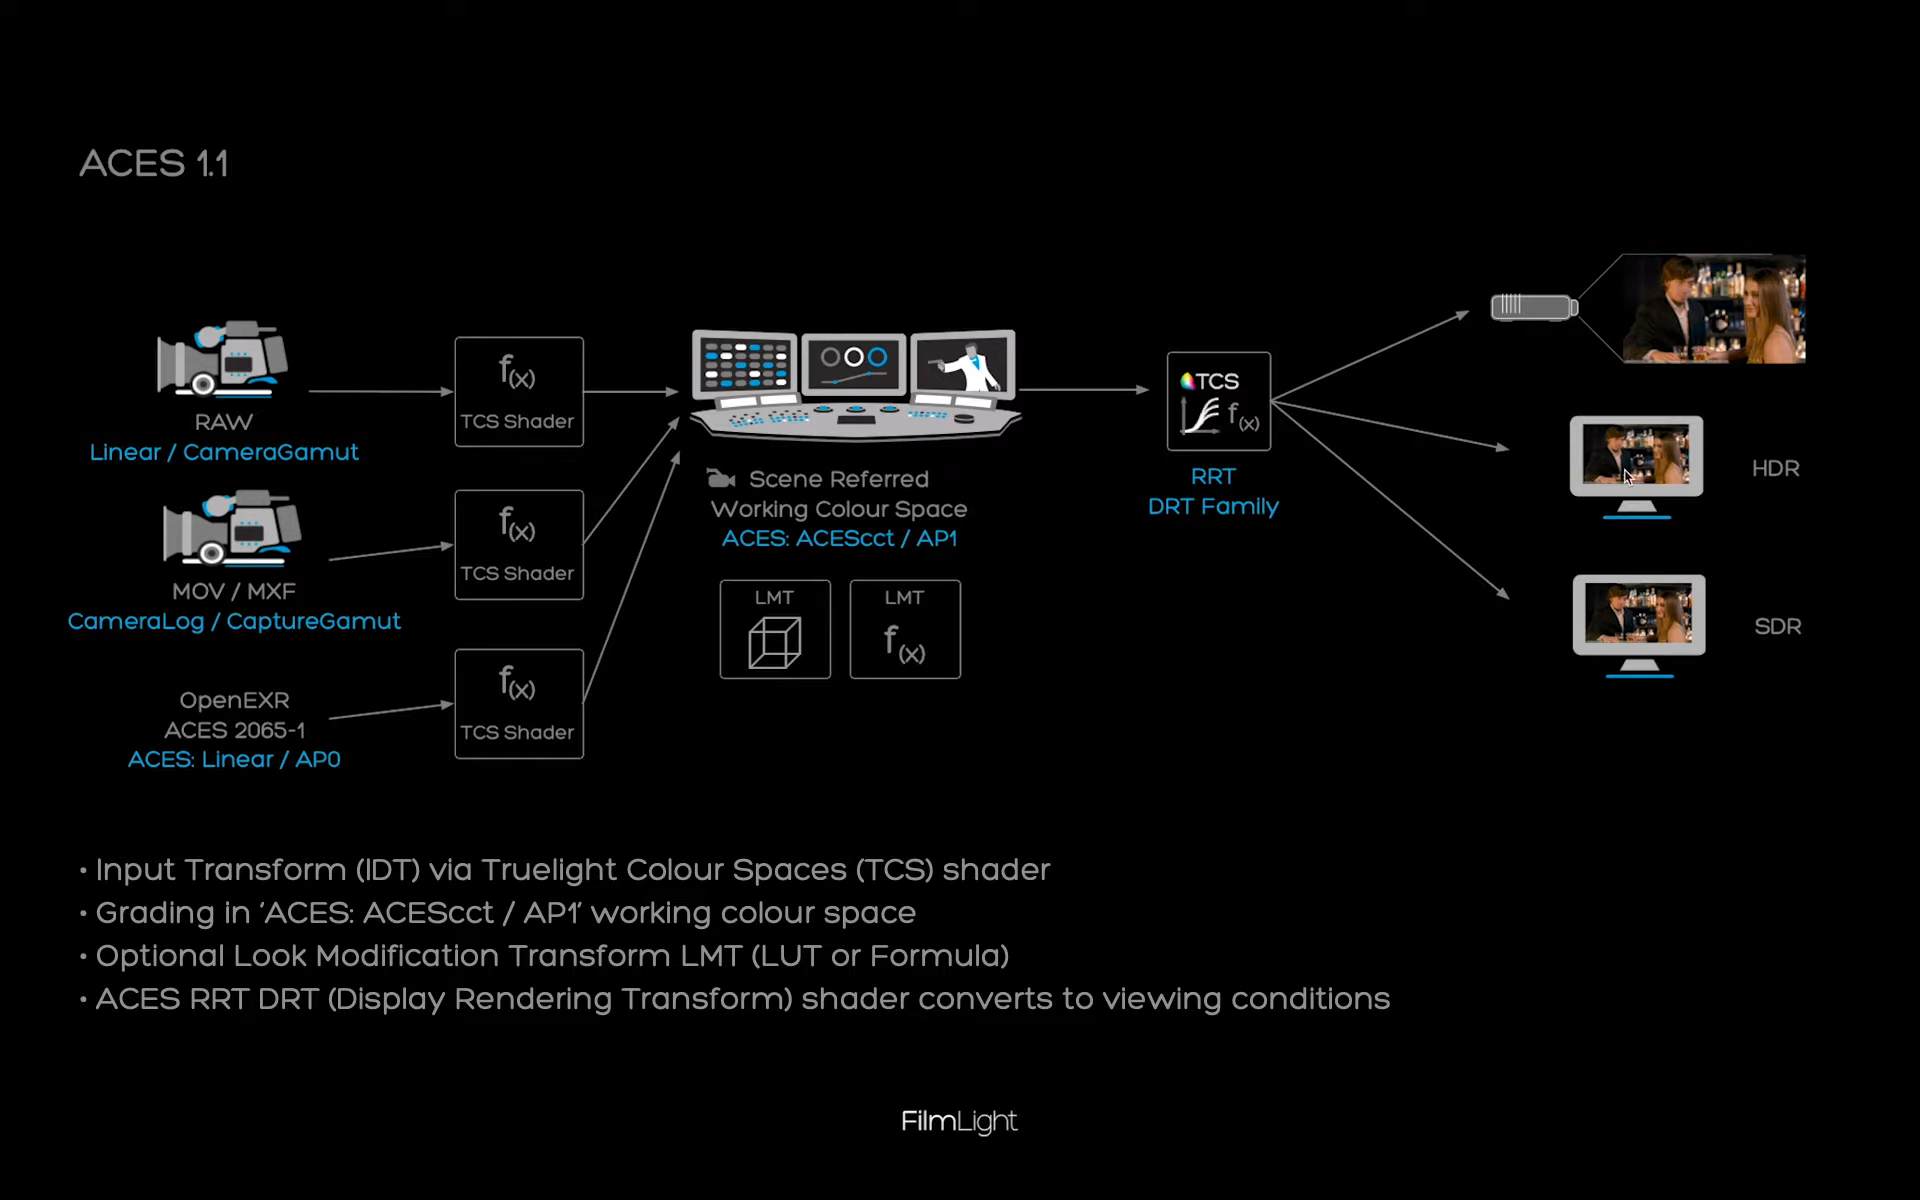 ACES 1.1
f(x)
TCS Shader
RAW
Linear / CameraGamut
f(x)
TCS Shader
MOV / MXF
CameraLog / CaptureGamut
f(x)
TCS Shader
OpenEXR
ACES 2065-1
ACES: Linear / AP0
Scene Referred
Working Colour Space
ACES: ACEScct / AP1
LMT
LMT
f(x)
TCS
f(x)
RRT
DRT Family
HDR
SDR
• Input Transform (IDT) via Truelight Colour Spaces (TCS) shader
• Grading in ‘ACES: ACEScct / AP1’ working colour space
• Optional Look Modification Transform LMT (LUT or Formula)
• ACES RRT DRT (Display Rendering Transform) shader converts to viewing conditions
FilmLight